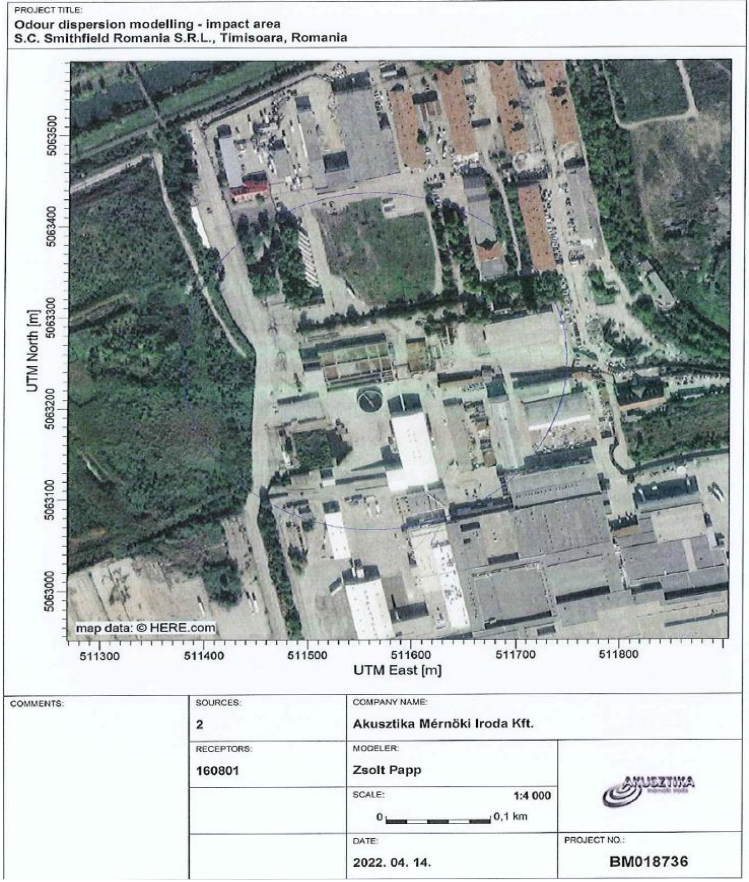 PROJECT TITLE:
Odour dispersion modelling - impact area
S.C. Smithfield Romania S.R.L., Timisoara, Romania
UTM North [m]
5063500
5063400
5063300
5063200
5063100
5063000
map data: © HERE.com
511300 511400 511500 511600 511700 511800
UTM East [m]
COMMENTS:
SOURCES:
2
RECEPTORS:
160801
COMPANY NAME:
Akusztika Mérnöki Iroda Kft.
MODELER:
Zsolt Papp
SCALE: 1:4 000
0 0,1 km
DATE:
2022. 04. 14.
AKUSZTIKA
mérnöki iroda
PROJECT NO.:
BM018736